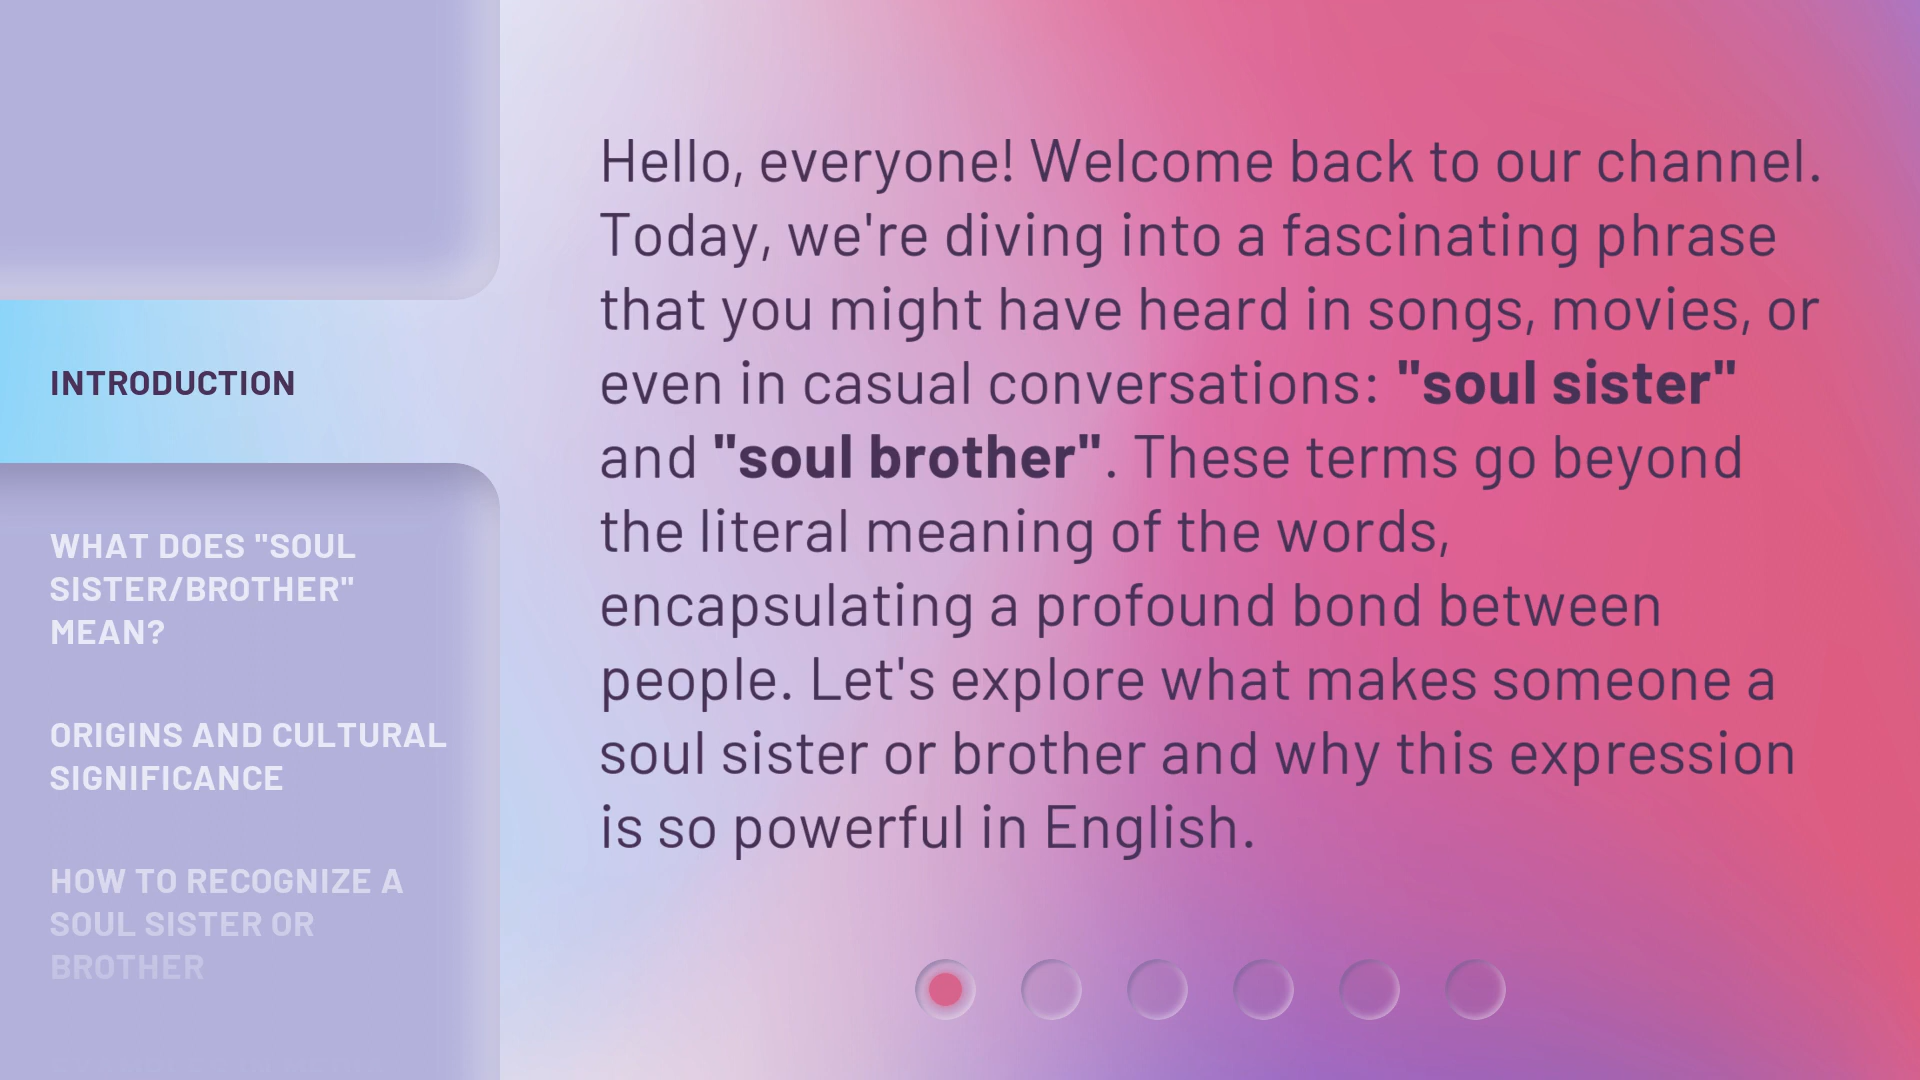 INTRODUCTION
WHAT DOES "SOUL
SISTER/BROTHER"
MEAN?
ORIGINS AND CULTURAL
SIGNIFICANCE
HOW TO RECOGNIZE A
SOUL SISTER OR
BROTHER
Hello, everyone! Welcome back to our channel.
Today, we're diving into a fascinating phrase
that you might have heard in songs, movies, or
even in casual conversations: "soul sister"
and "soul brother". These terms go beyond
the literal meaning of the words,
encapsulating a profound bond between
people. Let's explore what makes someone a
soul sister or brother and why this expression
is so powerful in English.